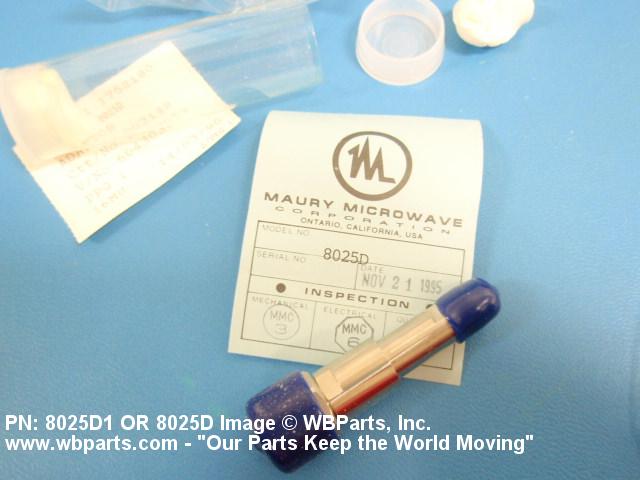 MAURY MICROWAVE
CORPORATION
ONTARIO, CALIFORNIA, USA
MODEL NO
8025D
SERIAL NO
DATE
NOV 21 1995
INSPECTION
MECHANICAL
ELECTRICAL
MMC
3
MMC
6
PN: 8025D1 OR 8025D Image © WBParts, Inc.
www.wbparts.com - "Our Parts Keep the World Moving"